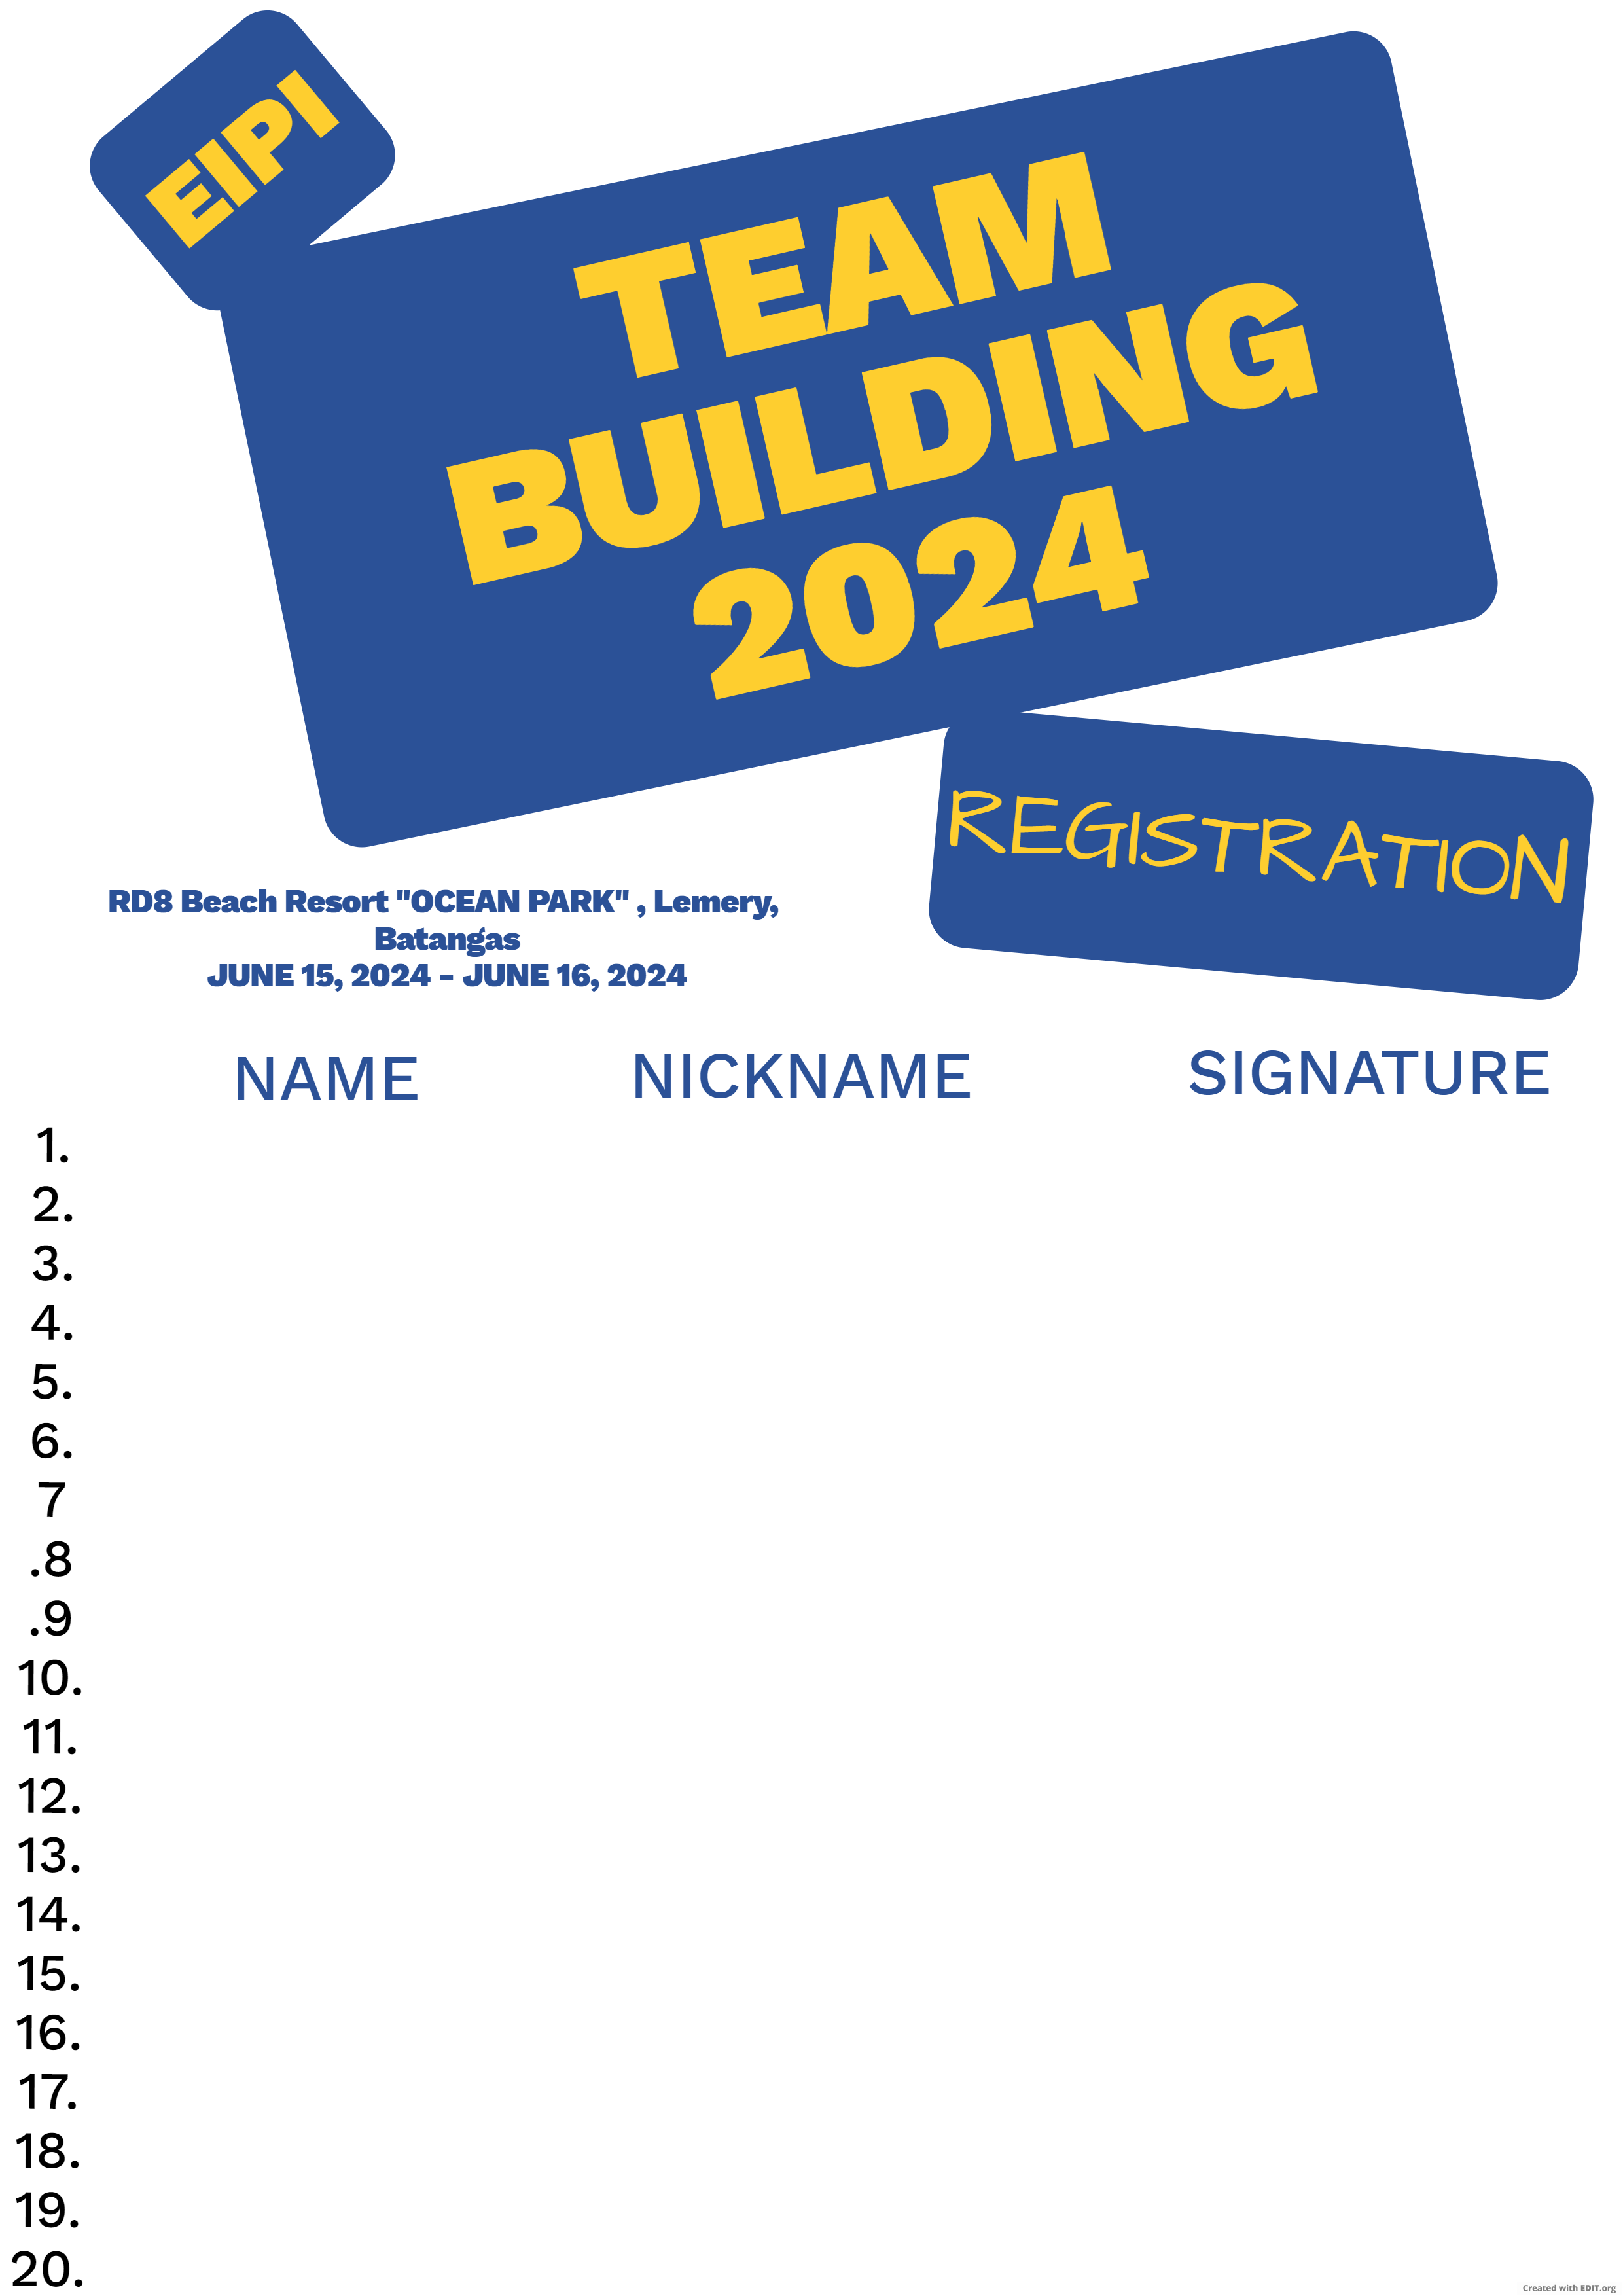 EIPI
TEAM
BUILDING
2024
REGISTRATION
RD8 Beach Resort "OCEAN PARK" , Lemery,
Batangas
JUNE 15, 2024 - JUNE 16, 2024
NAME NICKNAME SIGNATURE
1.
2.
3.
4.
5.
6.
7
.8
.9
10.
11.
12.
13.
14.
15.
16.
17.
18.
19.
20.
Created with EDIT.org